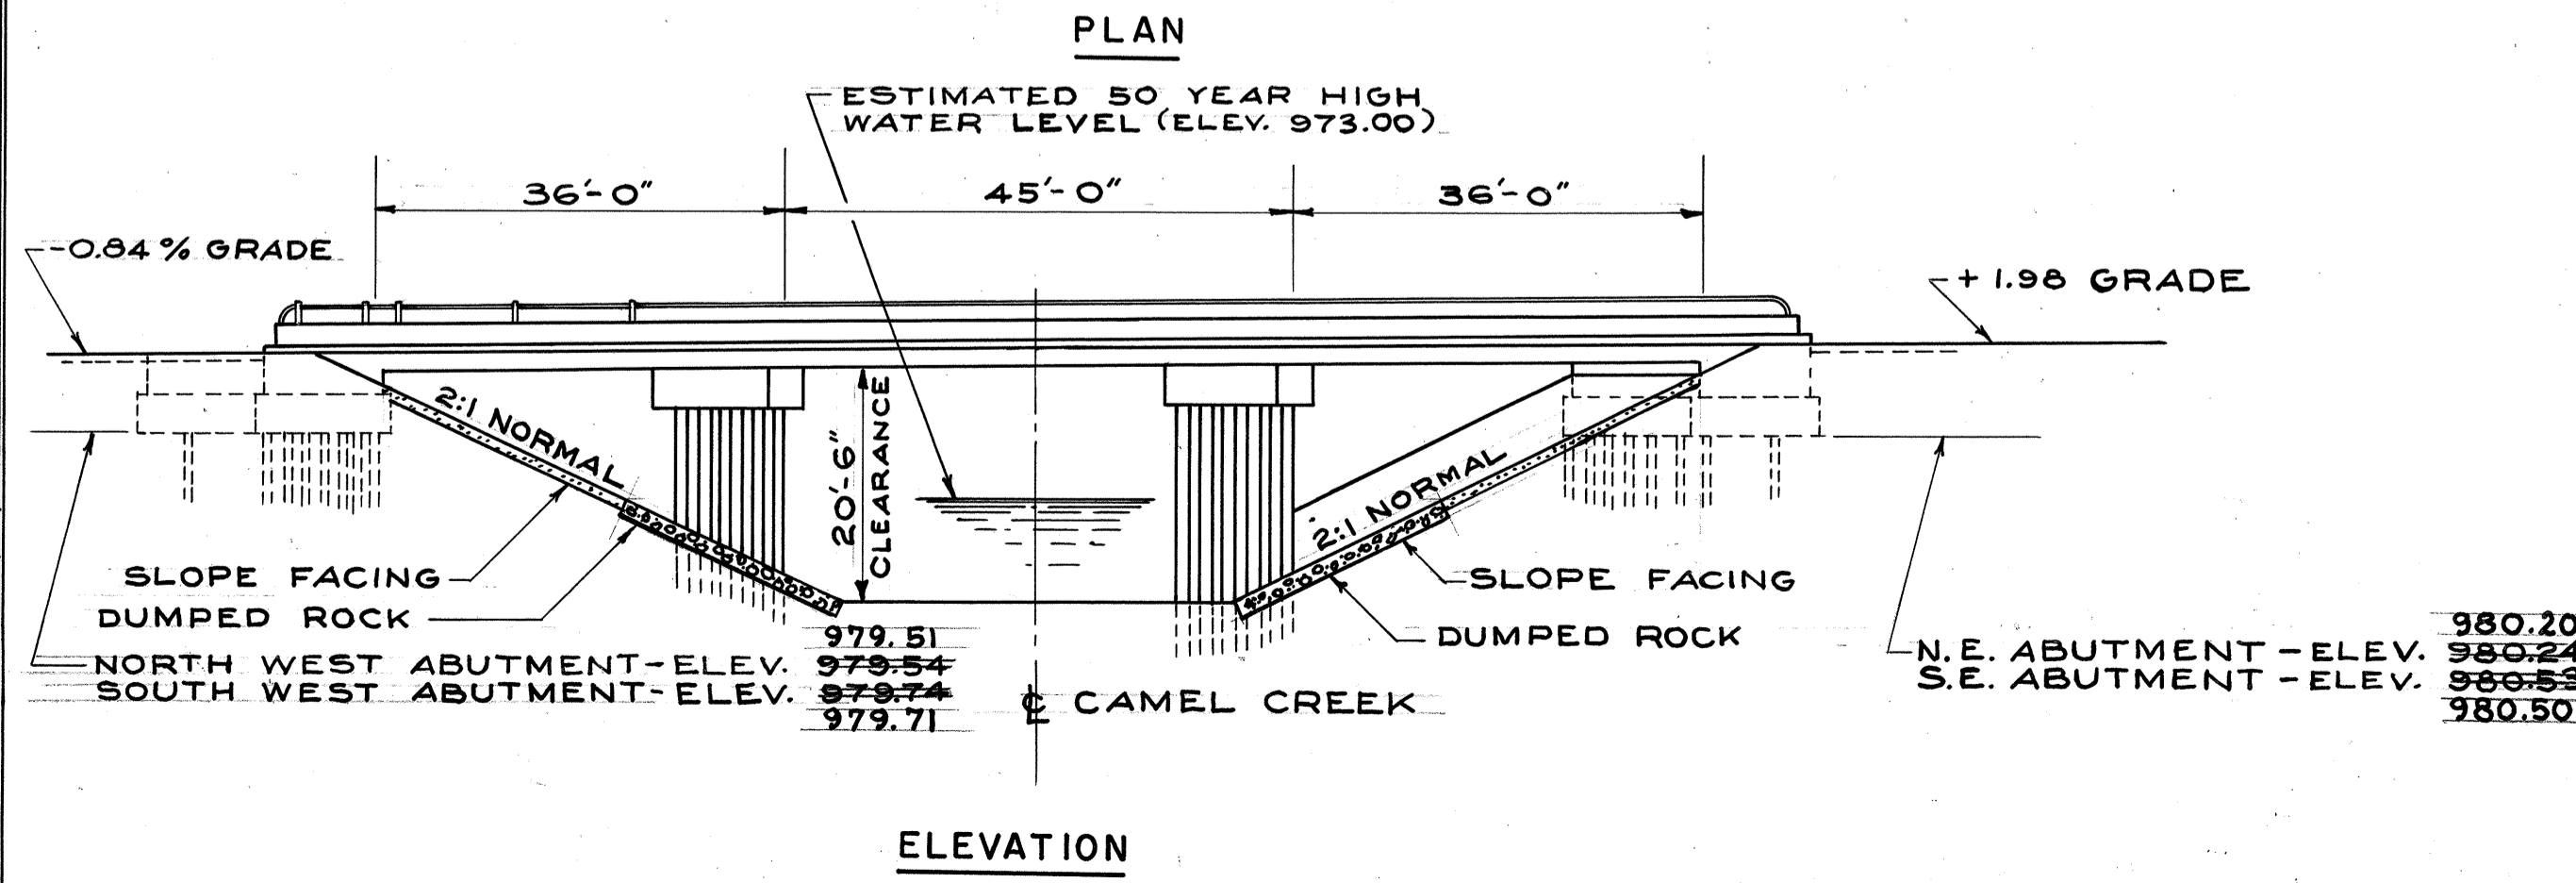 PLAN
ESTIMATED 50 YEAR HIGH
WATER LEVEL (ELEV. 973.00)
36'-0" 45'-0" 36'-0"
-0.84% GRADE
+ 1.98 GRADE
2:1 NORMAL
20'-6"
CLEARANCE
2:1 NORMAL
SLOPE FACING
DUMPED ROCK
SLOPE FACING
DUMPED ROCK
979.51
NORTH WEST ABUTMENT-ELEV. 979.54
SOUTH WEST ABUTMENT-ELEV. 979.74
979.71
℄ CAMEL CREEK
980.20
N.E. ABUTMENT - ELEV. 980.24
S.E. ABUTMENT - ELEV. 980.53
980.50
ELEVATION